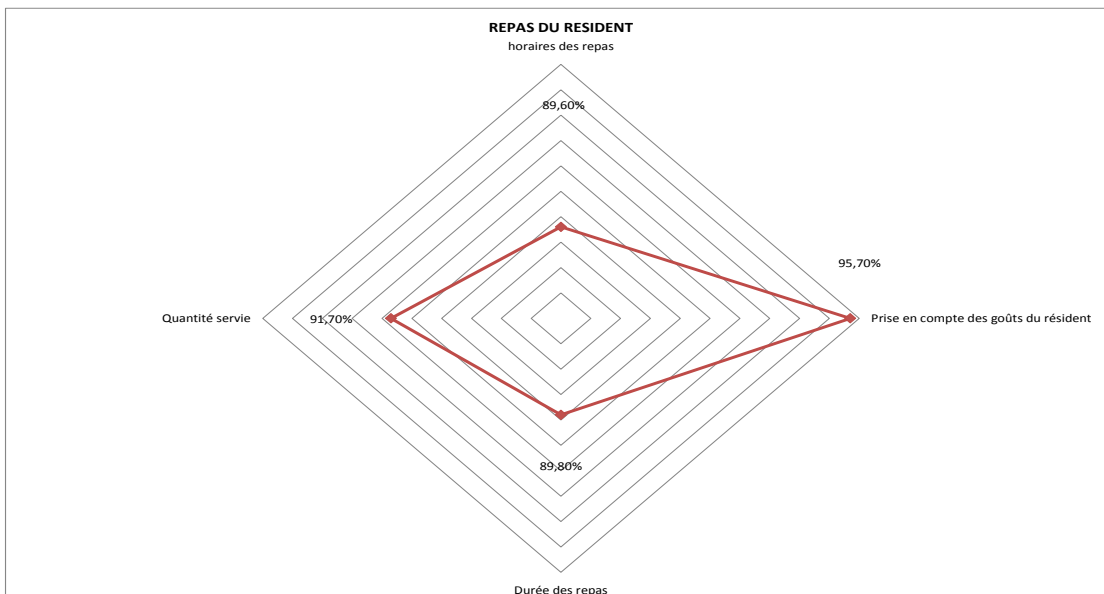 REPAS DU RESIDENT
horaires des repas
89,60%
95,70%
Quantité servie
91,70%
Prise en compte des goûts du résident
89,80%
Durée des repas